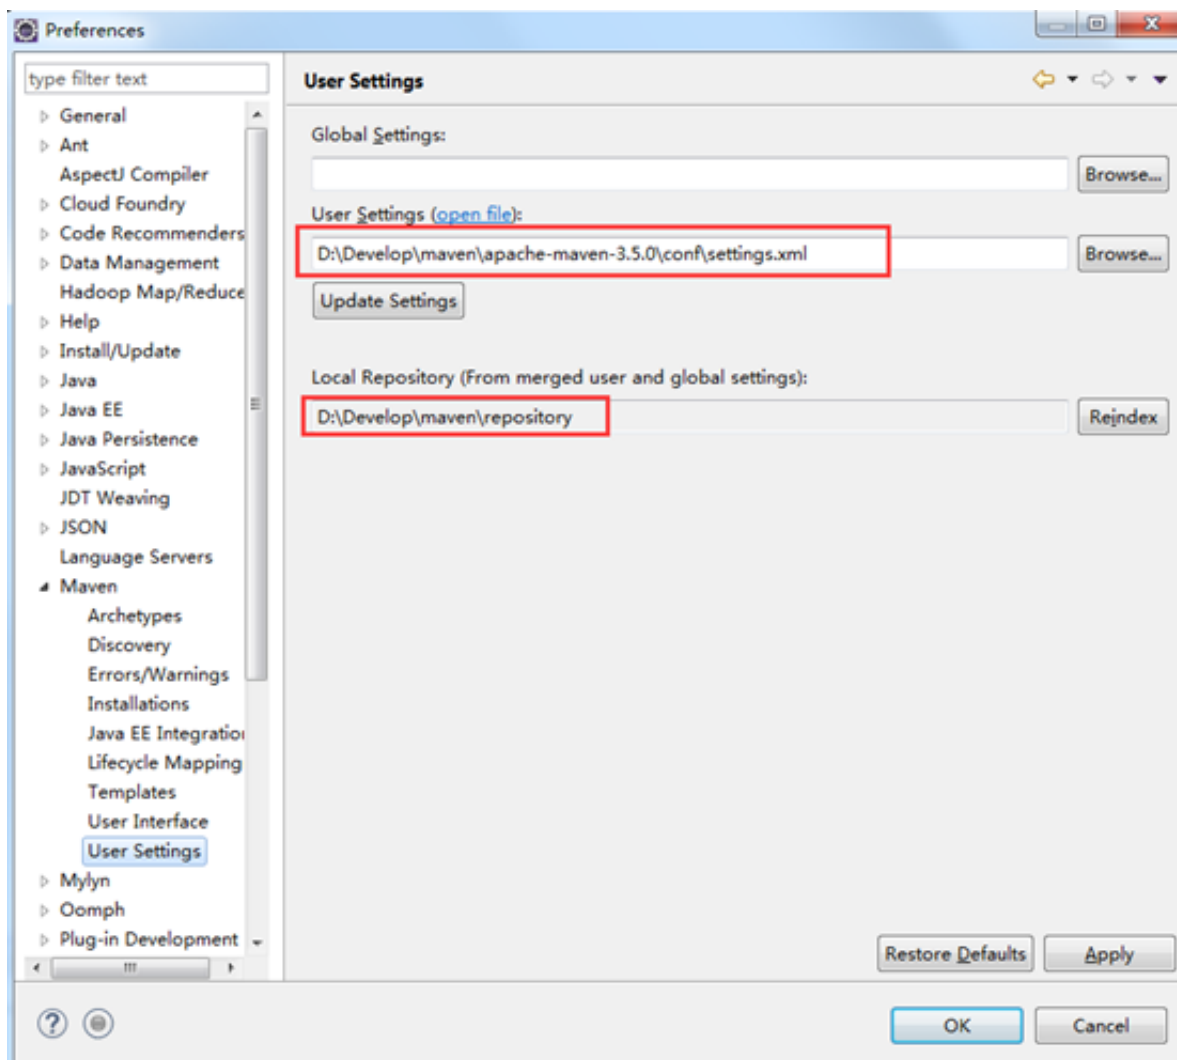 Preferences
type filter text
General
Ant
AspectJ Compiler
Cloud Foundry
Code Recommenders
Data Management
Hadoop Map/Reduce
Help
Install/Update
Java
Java EE
Java Persistence
JavaScript
JDT Weaving
JSON
Language Servers
Maven
Archetypes
Discovery
Errors/Warnings
Installations
Java EE Integration
Lifecycle Mapping
Templates
User Interface
User Settings
Mylyn
Oomph
Plug-in Development
User Settings
Global Settings:
Browse...
User Settings (open file):
D:\Develop\maven\apache-maven-3.5.0\conf\settings.xml
Browse...
Update Settings
Local Repository (From merged user and global settings):
D:\Develop\maven\repository
Reindex
Restore Defaults
Apply
OK
Cancel